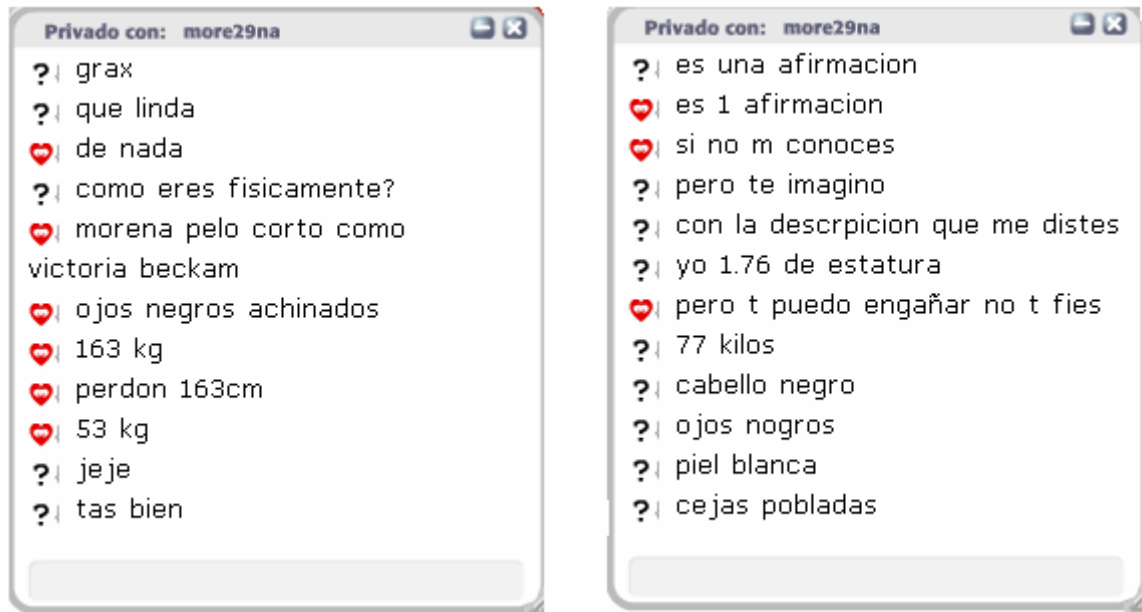 Privado con: more29na
? grax
? que linda
de nada
? como eres fisicamente?
morena pelo corto como
victoria beckam
ojos negros achinados
163 kg
perdon 163cm
53 kg
? jeje
? tas bien
Privado con: more29na
? es una afirmacion
es 1 afirmacion
si no m conoces
? pero te imagino
? con la descrpicion que me distes
? yo 1.76 de estatura
pero t puedo engañar no t fies
? 77 kilos
? cabello negro
? ojos nogros
? piel blanca
? cejas pobladas